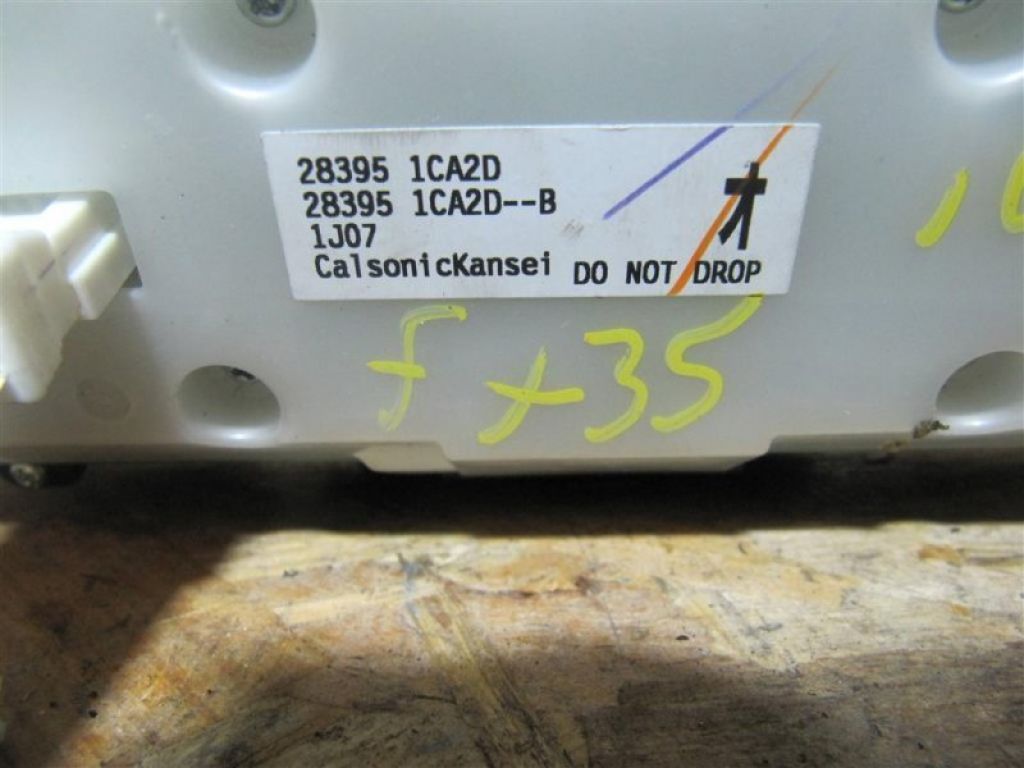 28395 1CA2D
28395 1CA2D--B
1J07
CalsonicKansei DO NOT DROP
fx35